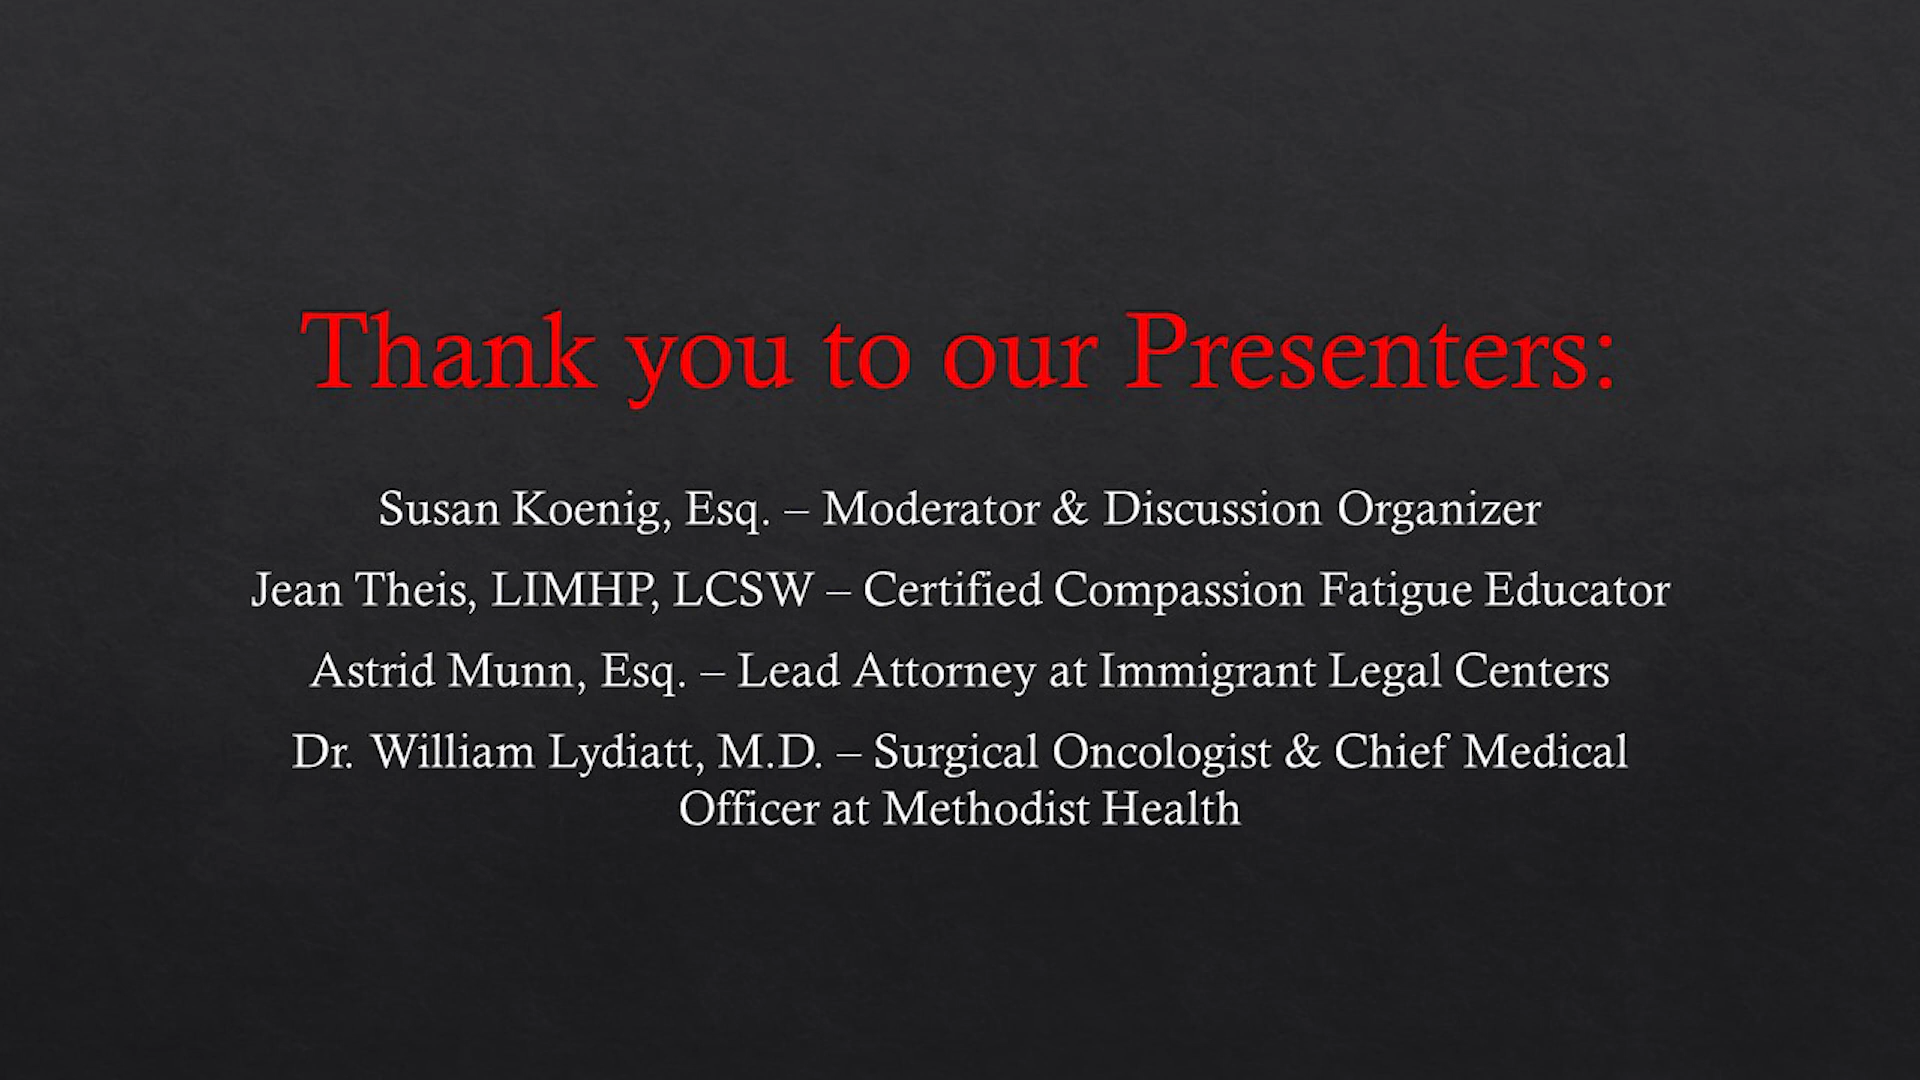 Thank you to our Presenters:
Susan Koenig, Esq. – Moderator & Discussion Organizer
Jean Theis, LIMHP, LCSW – Certified Compassion Fatigue Educator
Astrid Munn, Esq. – Lead Attorney at Immigrant Legal Centers
Dr. William Lydiatt, M.D. – Surgical Oncologist & Chief Medical
Officer at Methodist Health